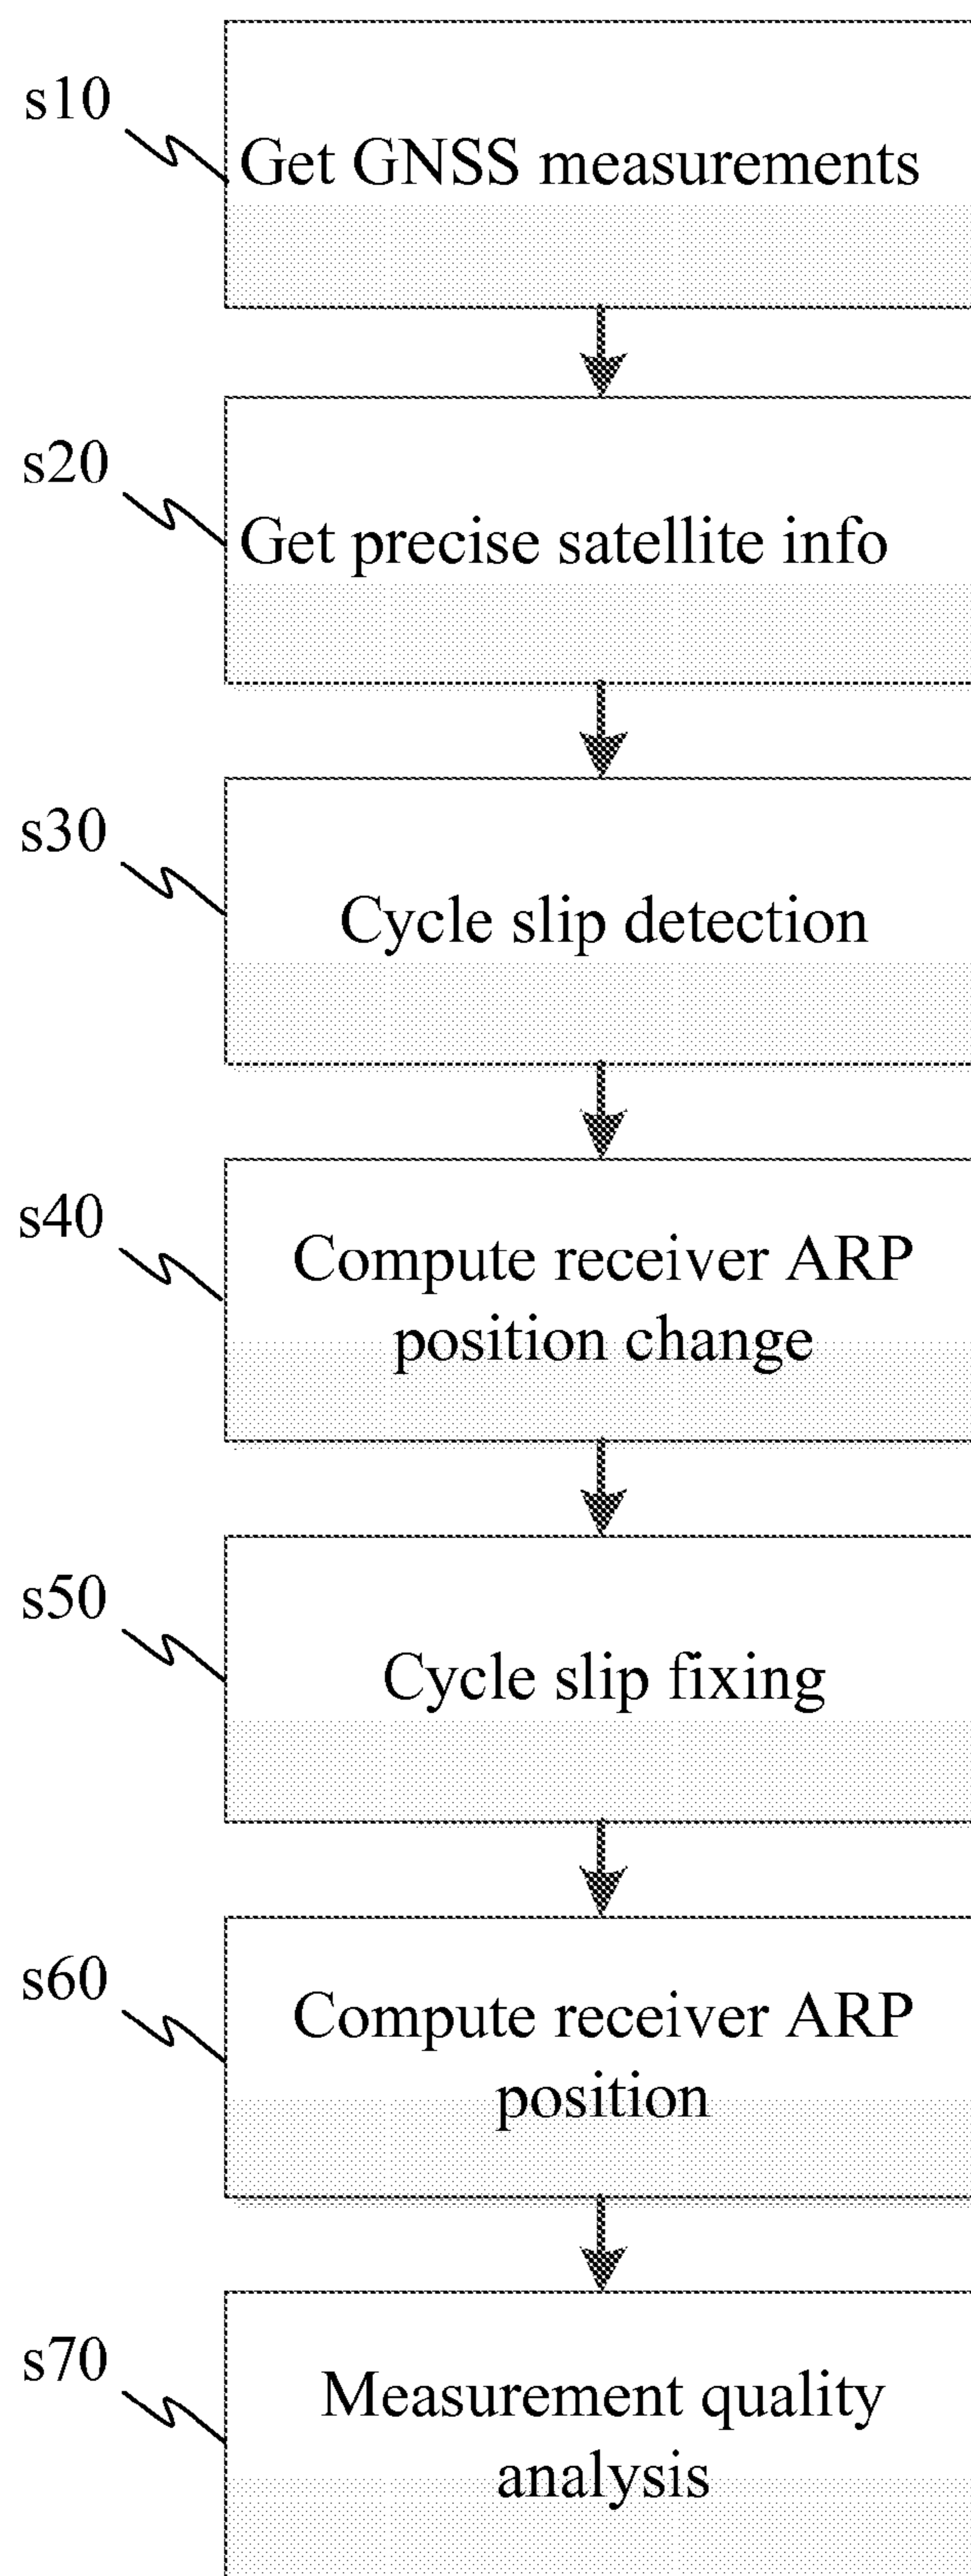 s10
Get GNSS measurements
s20
Get precise satellite info
s30
Cycle slip detection
s40
Compute receiver ARP
position change
s50
Cycle slip fixing
s60
Compute receiver ARP
position
s70
Measurement quality
analysis